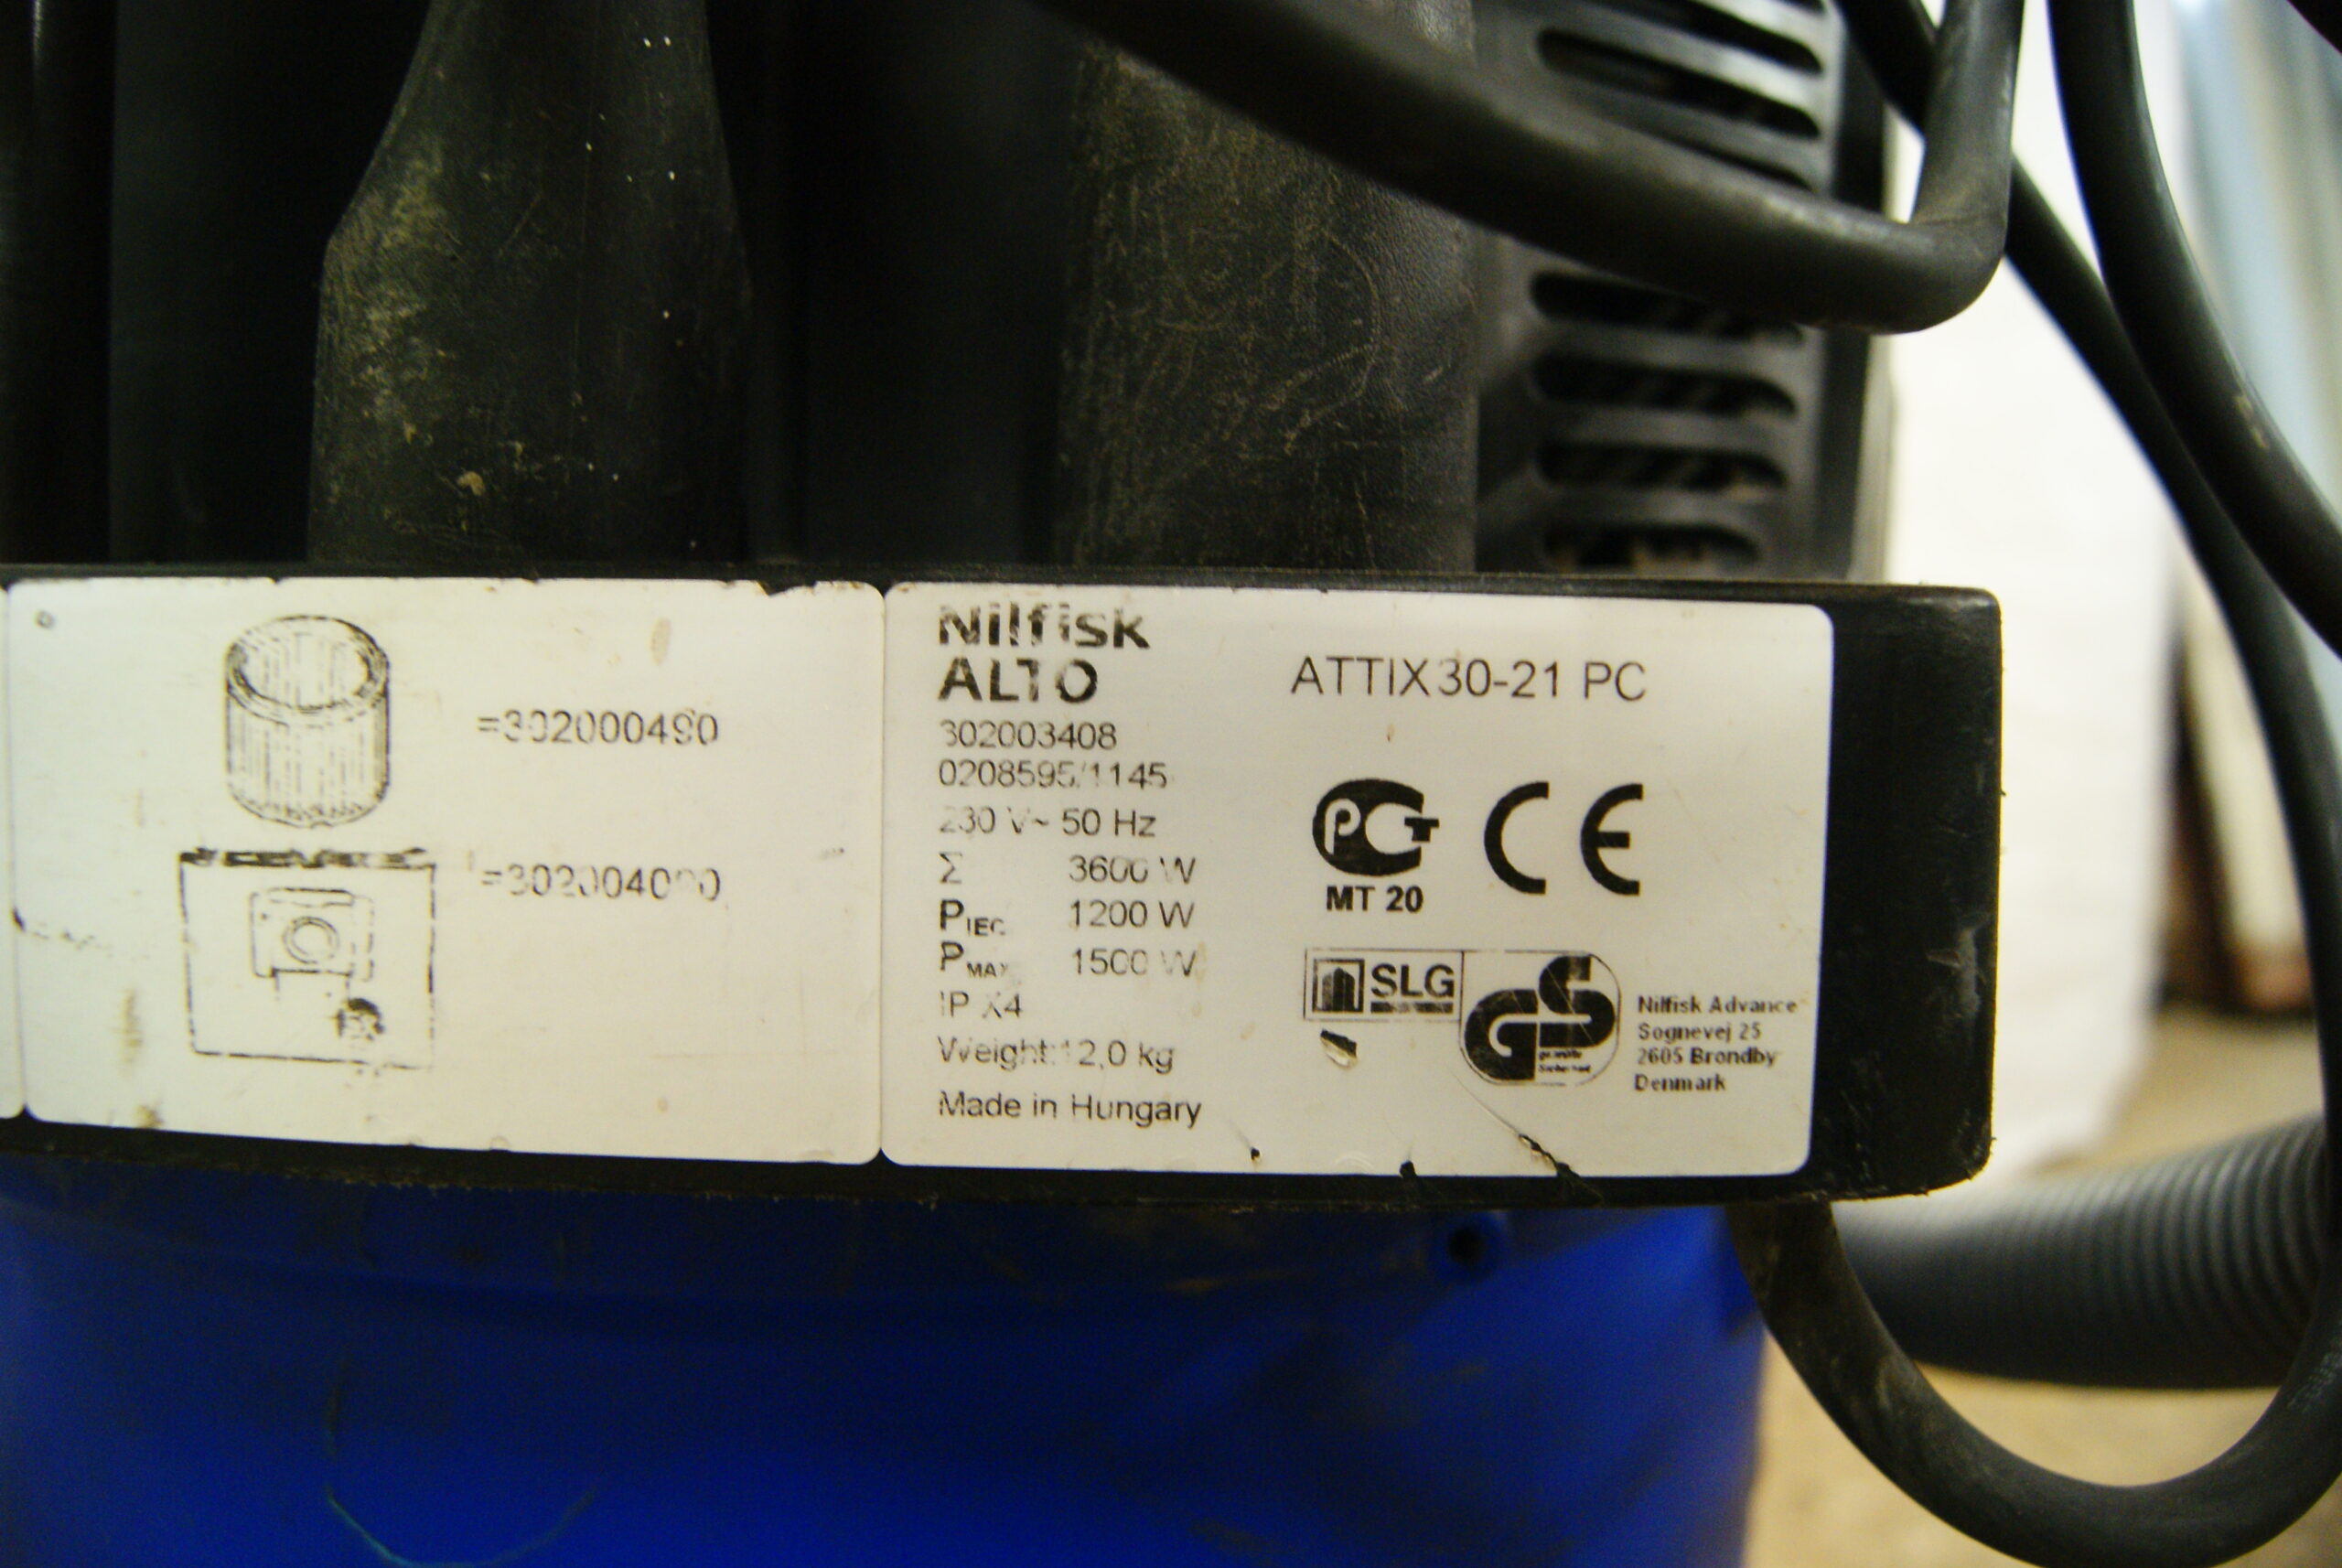 =302000490
Nilfisk
ALTO
302003408
0208595/1145
230 V~ 50 Hz
Σ 3600 W
PIEC 1200 W
PMAX 1500 W
IP X4
Weight:12,0 kg
Made in Hungary
ATTIX30-21 PC
PCT CE
MT 20
SLG
GS
geprüfte
Sicherheit
Nilfisk Advance
Sognevej 25
2605 Brondby
Denmark